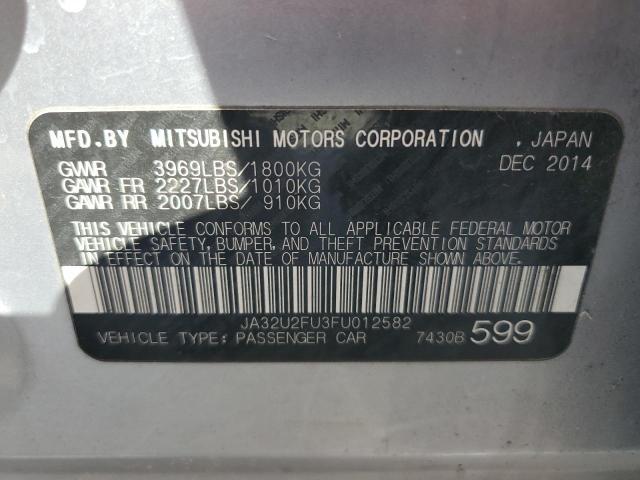 MFD.BY MITSUBISHI MOTORS CORPORATION , JAPAN
GVWR 3969LBS/1800KG DEC 2014
GAWR FR 2227LBS/1010KG
GAWR RR 2007LBS/ 910KG
THIS VEHICLE CONFORMS TO ALL APPLICABLE FEDERAL MOTOR
VEHICLE SAFETY, BUMPER, AND THEFT PREVENTION STANDARDS
IN EFFECT ON THE DATE OF MANUFACTURE SHOWN ABOVE.
JA32U2FU3FU012582
VEHICLE TYPE: PASSENGER CAR 7430B 599